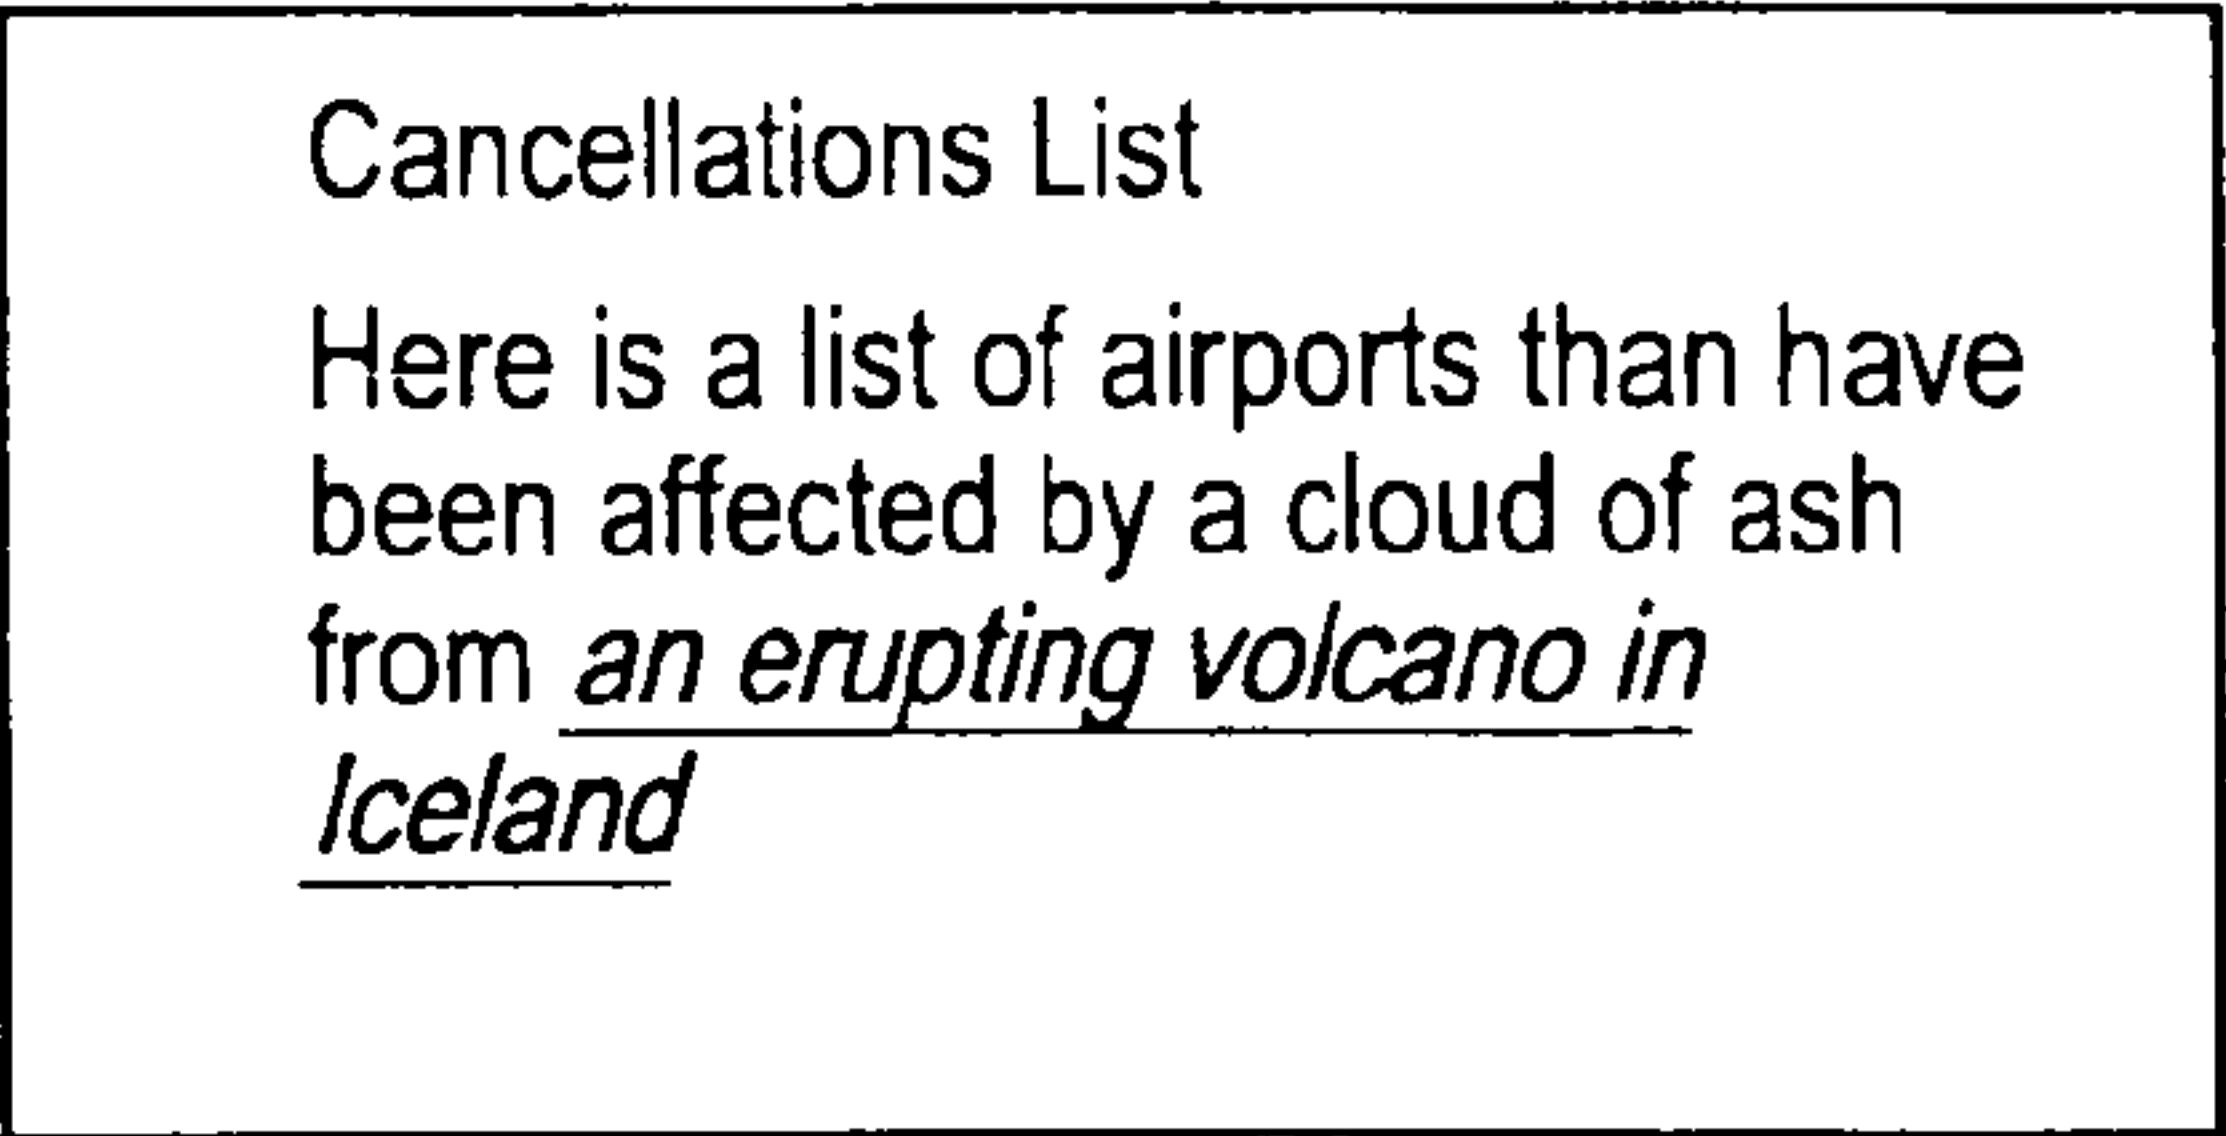 Cancellations List
Here is a list of airports than have
been affected by a cloud of ash
from an erupting volcano in
Iceland